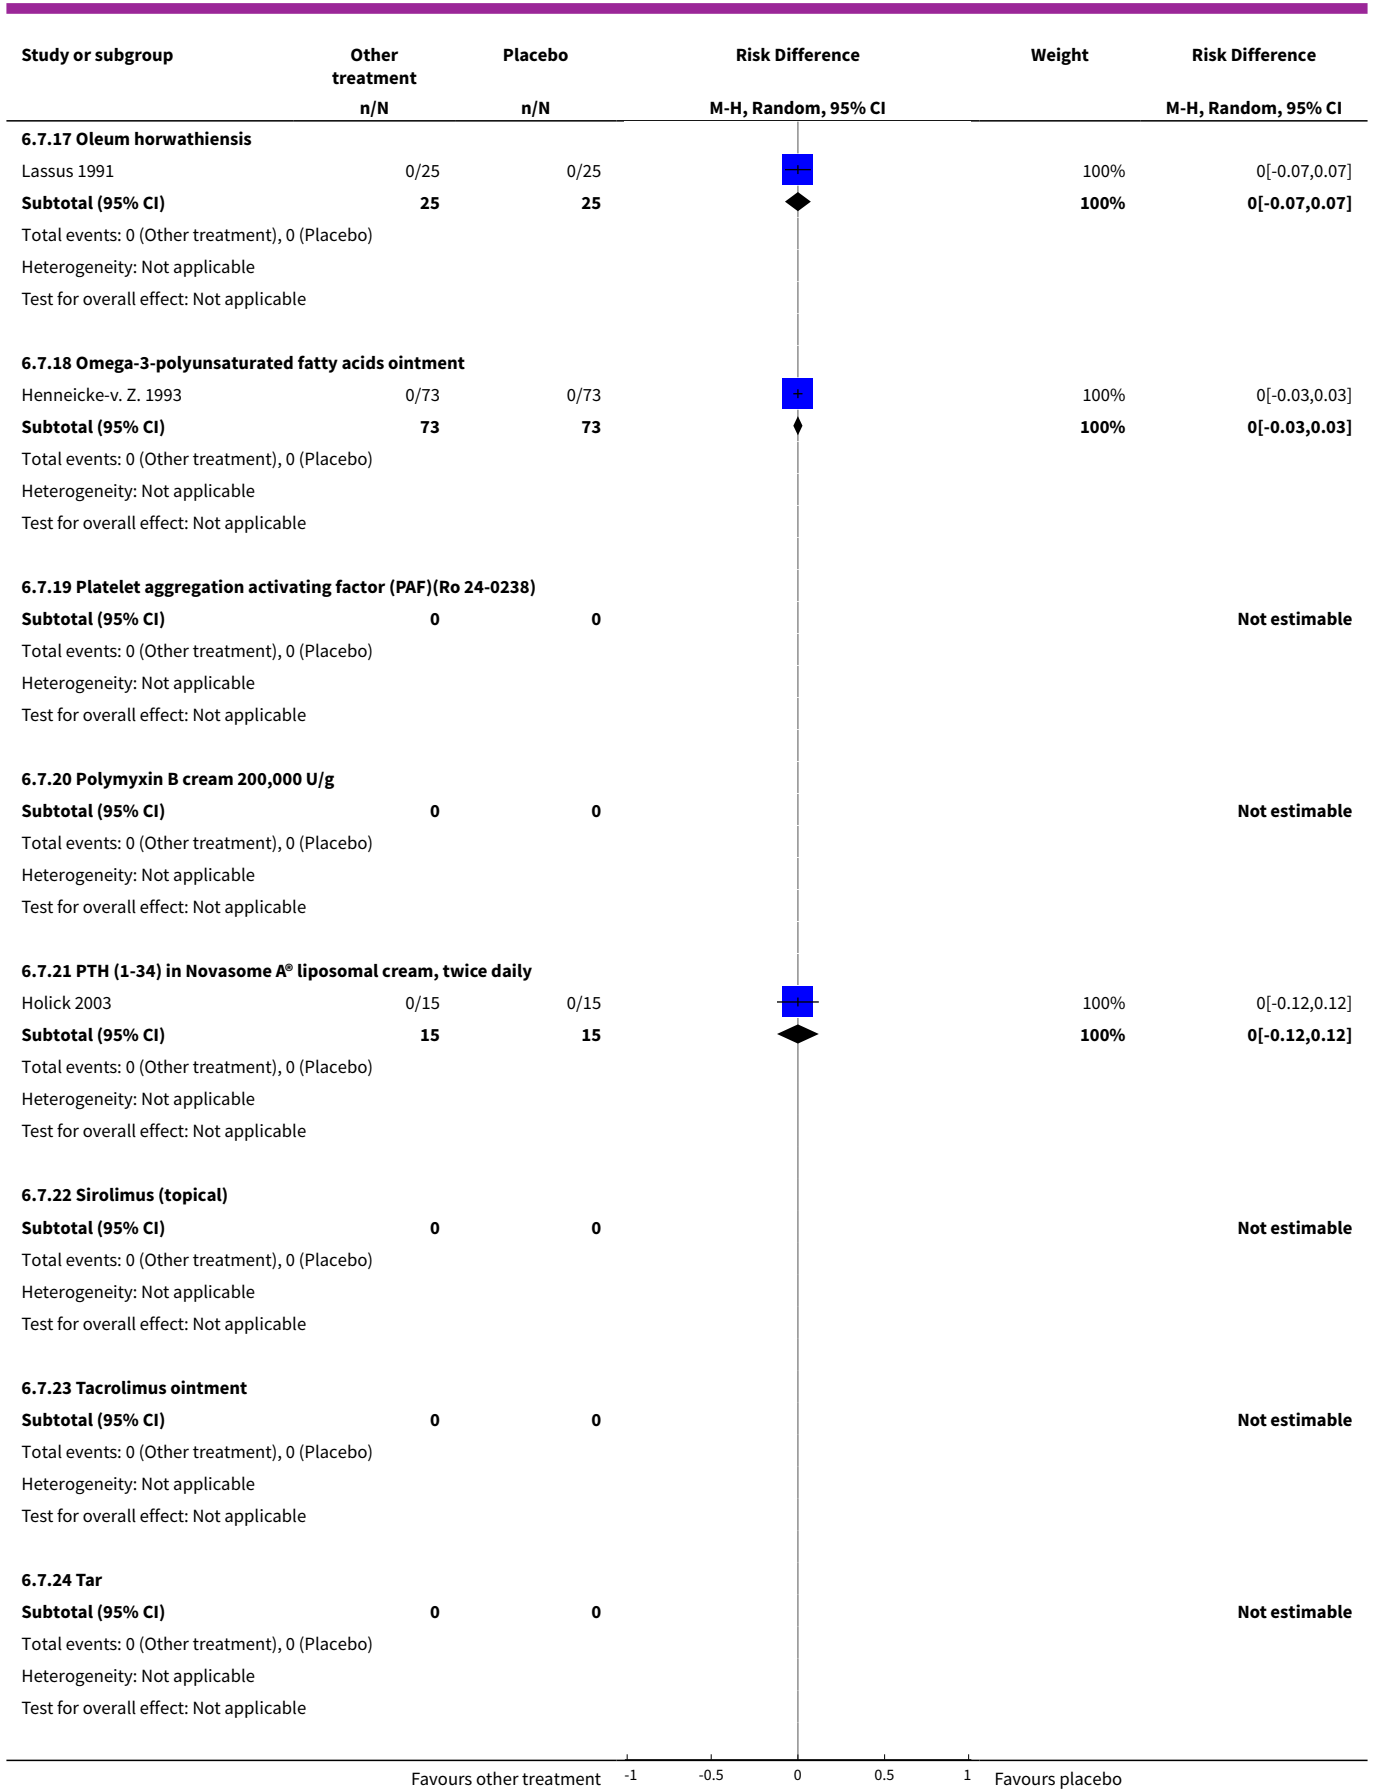 Study or subgroup Other treatment Placebo Risk Difference Weight Risk Difference
n/N n/N M-H, Random, 95% CI M-H, Random, 95% CI
6.7.17 Oleum horwathiensis
Lassus 1991 0/25 0/25 100% 0[-0.07,0.07]
Subtotal (95% CI) 25 25 100% 0[-0.07,0.07]
Total events: 0 (Other treatment), 0 (Placebo)
Heterogeneity: Not applicable
Test for overall effect: Not applicable
6.7.18 Omega-3-polyunsaturated fatty acids ointment
Henneicke-v. Z. 1993 0/73 0/73 100% 0[-0.03,0.03]
Subtotal (95% CI) 73 73 100% 0[-0.03,0.03]
Total events: 0 (Other treatment), 0 (Placebo)
Heterogeneity: Not applicable
Test for overall effect: Not applicable
6.7.19 Platelet aggregation activating factor (PAF)(Ro 24-0238)
Subtotal (95% CI) 0 0 Not estimable
Total events: 0 (Other treatment), 0 (Placebo)
Heterogeneity: Not applicable
Test for overall effect: Not applicable
6.7.20 Polymyxin B cream 200,000 U/g
Subtotal (95% CI) 0 0 Not estimable
Total events: 0 (Other treatment), 0 (Placebo)
Heterogeneity: Not applicable
Test for overall effect: Not applicable
6.7.21 PTH (1-34) in Novasome A® liposomal cream, twice daily
Holick 2003 0/15 0/15 100% 0[-0.12,0.12]
Subtotal (95% CI) 15 15 100% 0[-0.12,0.12]
Total events: 0 (Other treatment), 0 (Placebo)
Heterogeneity: Not applicable
Test for overall effect: Not applicable
6.7.22 Sirolimus (topical)
Subtotal (95% CI) 0 0 Not estimable
Total events: 0 (Other treatment), 0 (Placebo)
Heterogeneity: Not applicable
Test for overall effect: Not applicable
6.7.23 Tacrolimus ointment
Subtotal (95% CI) 0 0 Not estimable
Total events: 0 (Other treatment), 0 (Placebo)
Heterogeneity: Not applicable
Test for overall effect: Not applicable
6.7.24 Tar
Subtotal (95% CI) 0 0 Not estimable
Total events: 0 (Other treatment), 0 (Placebo)
Heterogeneity: Not applicable
Test for overall effect: Not applicable
Favours other treatment -1 -0.5 0 0.5 1 Favours placebo